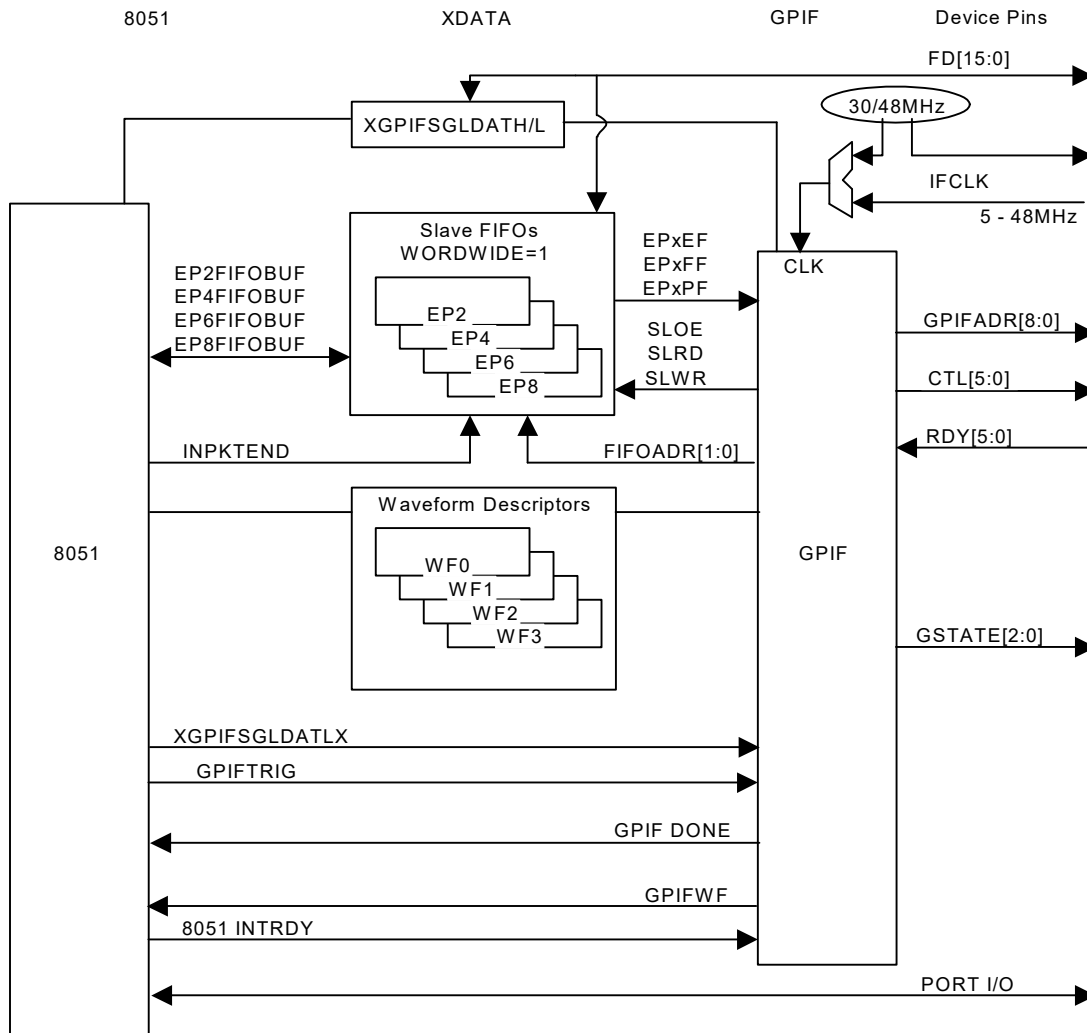 8051
XDATA
GPIF
Device Pins
FD[15:0]
30/48MHz
XGPIFSGLDATH/L
IFCLK
5 - 48MHz
Slave FIFOs
WORDWIDE=1
EP2
EP4
EP6
EP8
EP2FIFOBUF
EP4FIFOBUF
EP6FIFOBUF
EP8FIFOBUF
EPxEF
EPxFF
EPxPF
SLOE
SLRD
SLWR
CLK
GPIFADR[8:0]
CTL[5:0]
RDY[5:0]
INPKTEND
FIFOADR[1:0]
Waveform Descriptors
WF0
WF1
WF2
WF3
8051
GPIF
GSTATE[2:0]
XGPIFSGLDATLX
GPIFTRIG
GPIF DONE
GPIFWF
8051 INTRDY
PORT I/O